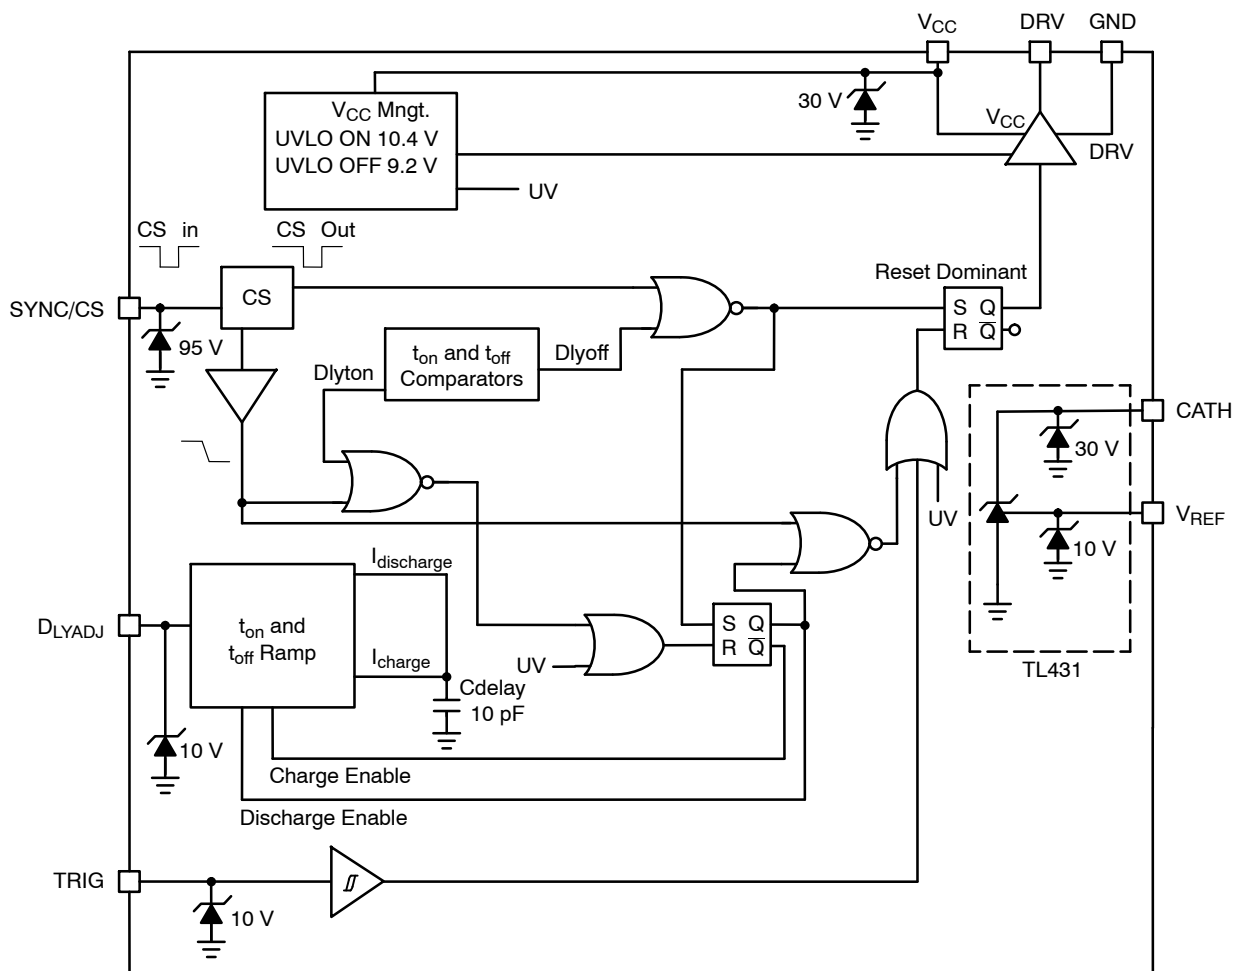 VCC DRV GND
VCC Mngt.
UVLO ON 10.4 V
UVLO OFF 9.2 V
30 V
VCC
DRV
UV
CS in
CS Out
SYNC/CS
CS
95 V
Reset Dominant
S Q
R Q̅
ton and toff
Comparators
Dlyoff
Dlyton
CATH
30 V
VREF
10 V
TL431
UV
Idischarge
DLYADJ
ton and
toff Ramp
Icharge
Cdelay
10 pF
UV
S Q
R Q̅
10 V
Charge Enable
Discharge Enable
TRIG
10 V